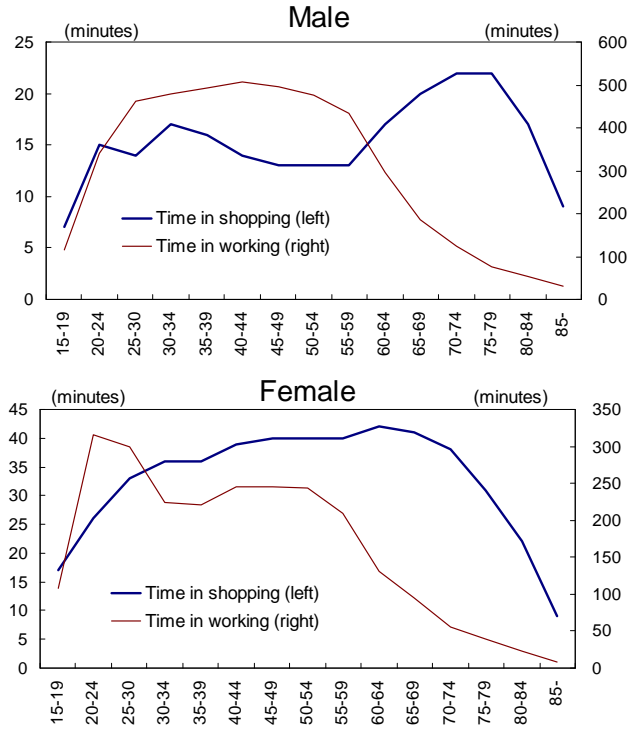 Male
(minutes) (minutes)
25 600
20 500
400
15
300
10
Time in shopping (left) 200
5 Time in working (right) 100
0 0
15-19 20-24 25-30 30-34 35-39 40-44 45-49 50-54 55-59 60-64 65-69 70-74 75-79 80-84 85-
Female
(minutes) (minutes)
45 350
40 300
35
30 250
25 200
20 150
15
Time in shopping (left) 100
10
5 Time in working (right) 50
0 0
15-19 20-24 25-30 30-34 35-39 40-44 45-49 50-54 55-59 60-64 65-69 70-74 75-79 80-84 85-